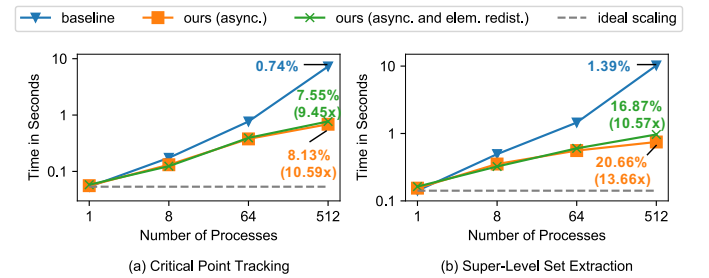 baseline ours (async.) ours (async. and elem. redist.) ideal scaling
Time in Seconds
10
1
0.1
0.74%
7.55%
(9.45x)
8.13%
(10.59x)
1 8 64 512
Number of Processes
(a) Critical Point Tracking
Time in Seconds
10
1
0.1
1.39%
16.87%
(10.57x)
20.66%
(13.66x)
1 8 64 512
Number of Processes
(b) Super-Level Set Extraction